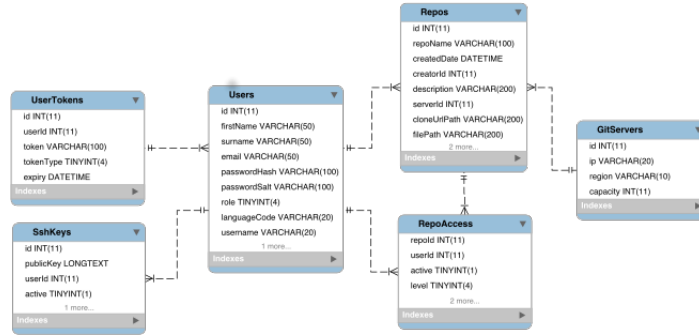 UserTokens
id INT(11)
userId INT(11)
token VARCHAR(100)
tokenType TINYINT(4)
expiry DATETIME
Indexes
SshKeys
id INT(11)
publicKey LONGTEXT
userId INT(11)
active TINYINT(1)
1 more...
Indexes
Users
id INT(11)
firstName VARCHAR(50)
surname VARCHAR(50)
email VARCHAR(50)
passwordHash VARCHAR(100)
passwordSalt VARCHAR(100)
role TINYINT(4)
languageCode VARCHAR(20)
username VARCHAR(20)
1 more...
Indexes
Repos
id INT(11)
repoName VARCHAR(100)
createdDate DATETIME
creatorId INT(11)
description VARCHAR(200)
serverId INT(11)
cloneUrlPath VARCHAR(200)
filePath VARCHAR(200)
2 more...
Indexes
RepoAccess
repoId INT(11)
userId INT(11)
active TINYINT(1)
level TINYINT(4)
2 more...
Indexes
GitServers
id INT(11)
ip VARCHAR(20)
region VARCHAR(10)
capacity INT(11)
Indexes